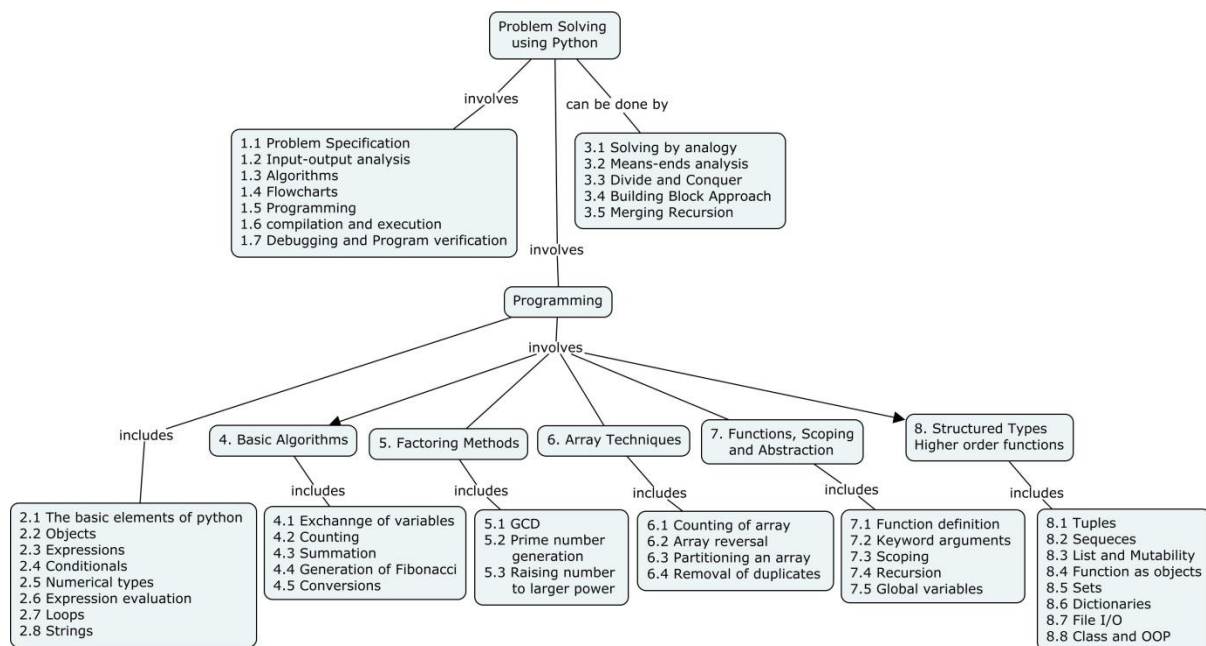 Problem Solving
using Python
involves
can be done by
1.1 Problem Specification
1.2 Input-output analysis
1.3 Algorithms
1.4 Flowcharts
1.5 Programming
1.6 compilation and execution
1.7 Debugging and Program verification
3.1 Solving by analogy
3.2 Means-ends analysis
3.3 Divide and Conquer
3.4 Building Block Approach
3.5 Merging Recursion
involves
Programming
involves
includes
4. Basic Algorithms
5. Factoring Methods
6. Array Techniques
7. Functions, Scoping
and Abstraction
8. Structured Types
Higher order functions
includes
includes
includes
includes
includes
2.1 The basic elements of python
2.2 Objects
2.3 Expressions
2.4 Conditionals
2.5 Numerical types
2.6 Expression evaluation
2.7 Loops
2.8 Strings
4.1 Exchannge of variables
4.2 Counting
4.3 Summation
4.4 Generation of Fibonacci
4.5 Conversions
5.1 GCD
5.2 Prime number
generation
5.3 Raising number
to larger power
6.1 Counting of array
6.2 Array reversal
6.3 Partitioning an array
6.4 Removal of duplicates
7.1 Function definition
7.2 Keyword arguments
7.3 Scoping
7.4 Recursion
7.5 Global variables
8.1 Tuples
8.2 Sequeces
8.3 List and Mutability
8.4 Function as objects
8.5 Sets
8.6 Dictionaries
8.7 File I/O
8.8 Class and OOP